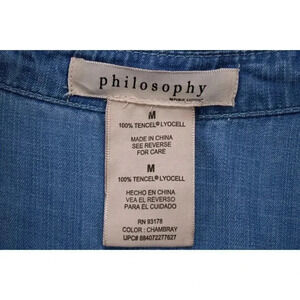 philosophy
REPUBLIC CLOTHING
M
100% TENCEL® LYOCELL
MADE IN CHINA
SEE REVERSE
FOR CARE
M
100% TENCEL® LYOCELL
HECHO EN CHINA
VEA EL REVERSO
PARA EL CUIDADO
RN 93178
COLOR : CHAMBRAY
UPC# 884072277627